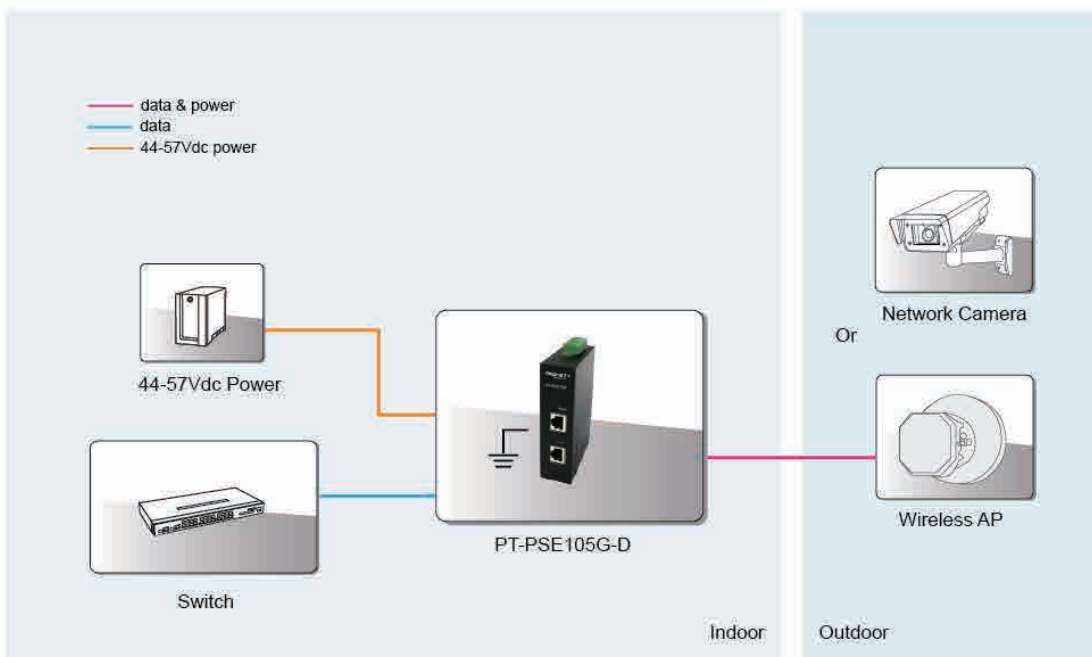 data & power
data
44-57Vdc power
44-57Vdc Power
Switch
PT-PSE105G-D
Network Camera
Or
Wireless AP
Indoor
Outdoor